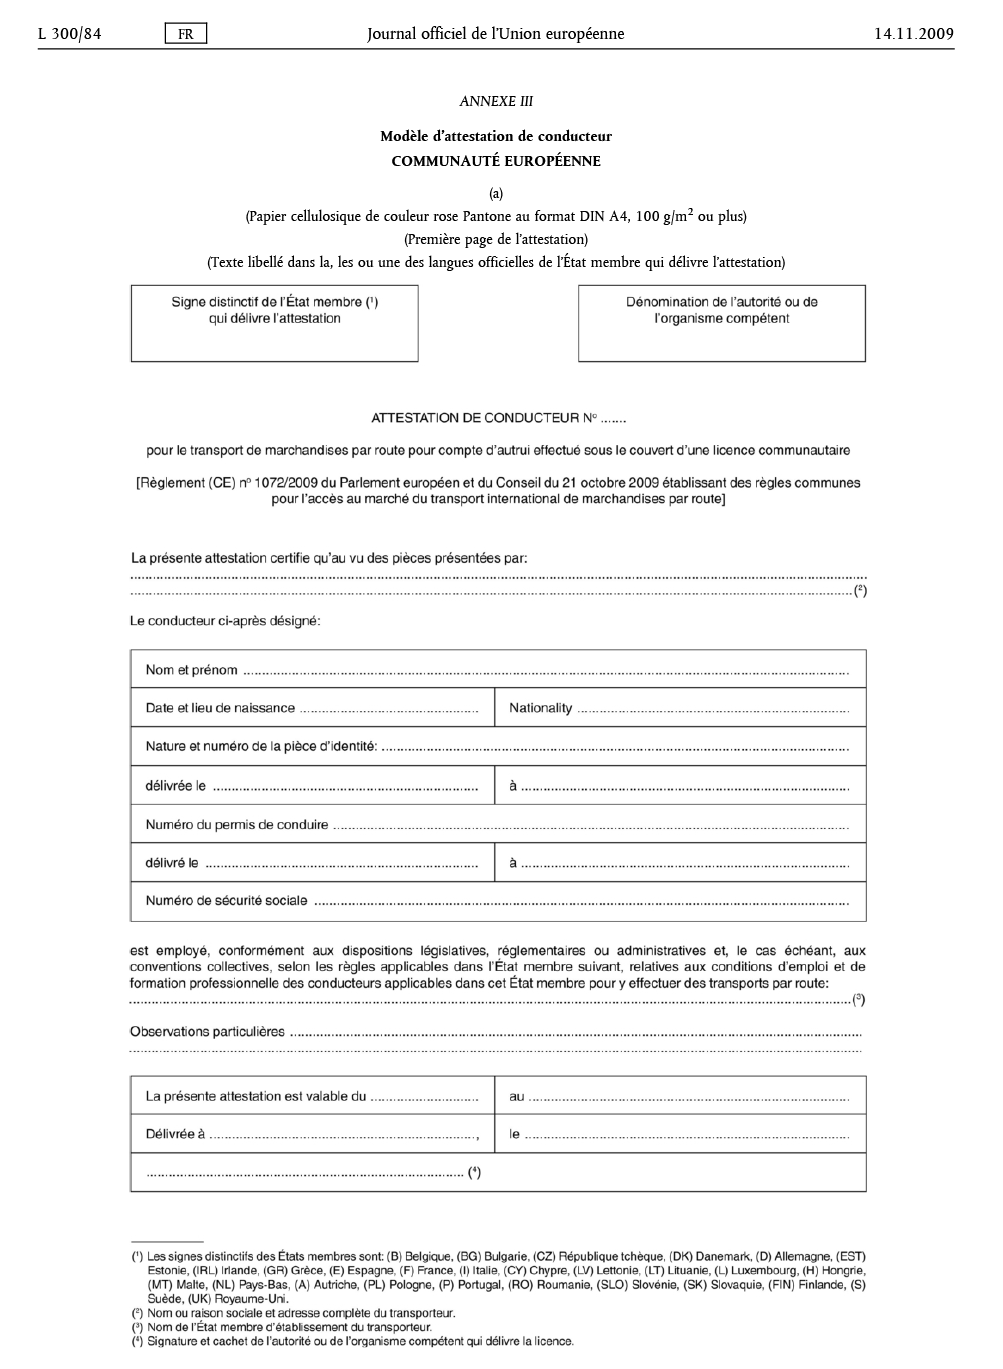 L 300/84 FR Journal officiel de l'Union européenne 14.11.2009
ANNEXE III
Modèle d'attestation de conducteur
COMMUNAUTÉ EUROPÉENNE
(a)
(Papier cellulosique de couleur rose Pantone au format DIN A4, 100 g/m² ou plus)
(Première page de l'attestation)
(Texte libellé dans la, les ou une des langues officielles de l'État membre qui délivre l'attestation)
Signe distinctif de l'État membre (¹)
qui délivre l'attestation
Dénomination de l'autorité ou de
l'organisme compétent
ATTESTATION DE CONDUCTEUR Nº .......
pour le transport de marchandises par route pour compte d'autrui effectué sous le couvert d'une licence communautaire
[Règlement (CE) nº 1072/2009 du Parlement européen et du Conseil du 21 octobre 2009 établissant des règles communes
pour l'accès au marché du transport international de marchandises par route]
La présente attestation certifie qu'au vu des pièces présentées par:
..........................................................................................
.......................................................................................... (²)
Le conducteur ci-après désigné:
Nom et prénom ..........................................................................................
Date et lieu de naissance .............................................. Nationality ..............................................
Nature et numéro de la pièce d'identité: ..........................................................................................
délivrée le .............................................. à ..............................................
Numéro du permis de conduire ..........................................................................................
délivré le .............................................. à ..............................................
Numéro de sécurité sociale ..........................................................................................
est employé, conformément aux dispositions législatives, réglementaires ou administratives et, le cas échéant, aux
conventions collectives, selon les règles applicables dans l'État membre suivant, relatives aux conditions d'emploi et de
formation professionnelle des conducteurs applicables dans cet État membre pour y effectuer des transports par route:
.......................................................................................... (³)
Observations particulières ..........................................................................................
..........................................................................................
La présente attestation est valable du ............................ au ..............................................
Délivrée à .............................................., le ..............................................
.............................................. (⁴)
(¹) Les signes distinctifs des États membres sont: (B) Belgique, (BG) Bulgarie, (CZ) République tchèque, (DK) Danemark, (D) Allemagne, (EST)
Estonie, (IRL) Irlande, (GR) Grèce, (E) Espagne, (F) France, (I) Italie, (CY) Chypre, (LV) Lettonie, (LT) Lituanie, (L) Luxembourg, (H) Hongrie,
(MT) Malte, (NL) Pays-Bas, (A) Autriche, (PL) Pologne, (P) Portugal, (RO) Roumanie, (SLO) Slovénie, (SK) Slovaquie, (FIN) Finlande, (S)
Suède, (UK) Royaume-Uni.
(²) Nom ou raison sociale et adresse complète du transporteur.
(³) Nom de l'État membre d'établissement du transporteur.
(⁴) Signature et cachet de l'autorité ou de l'organisme compétent qui délivre la licence.